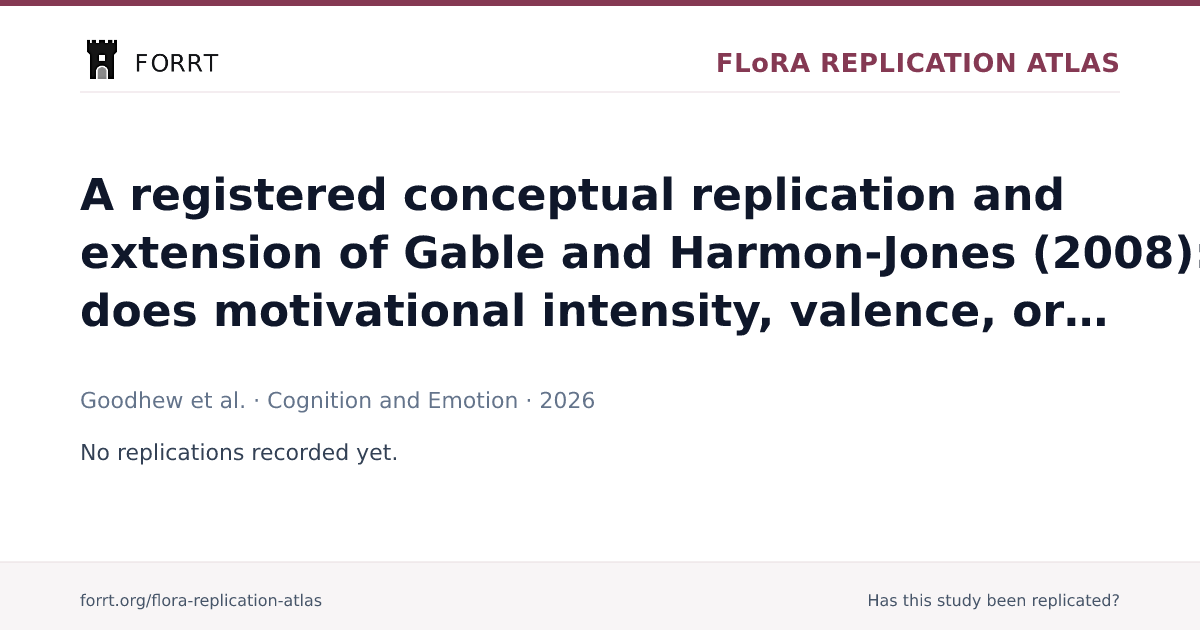 FORRT
FLoRA REPLICATION ATLAS
A registered conceptual replication and
extension of Gable and Harmon-Jones (2008):
does motivational intensity, valence, or…
Goodhew et al. · Cognition and Emotion · 2026
No replications recorded yet.
forrt.org/flora-replication-atlas
Has this study been replicated?